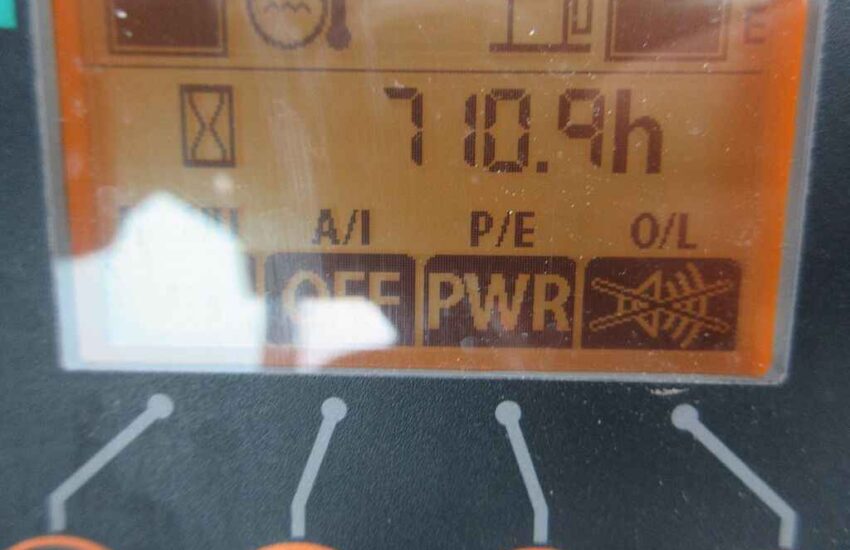 E
710.9h
A/I P/E O/L
OFF PWR